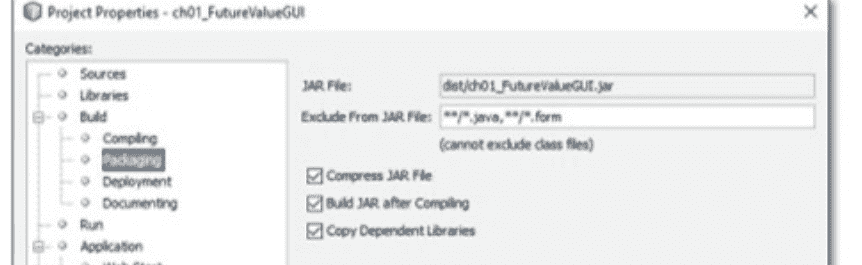 Project Properties - ch01_FutureValueGUI
Categories:
Sources
Libraries
Build
Compiling
Packaging
Deployment
Documenting
Run
Application
Web Start
JAR File: dist/ch01_FutureValueGUI.jar
Exclude From JAR File: **/*.java,**/*.form
(cannot exclude class files)
Compress JAR File
Build JAR after Compiling
Copy Dependent Libraries